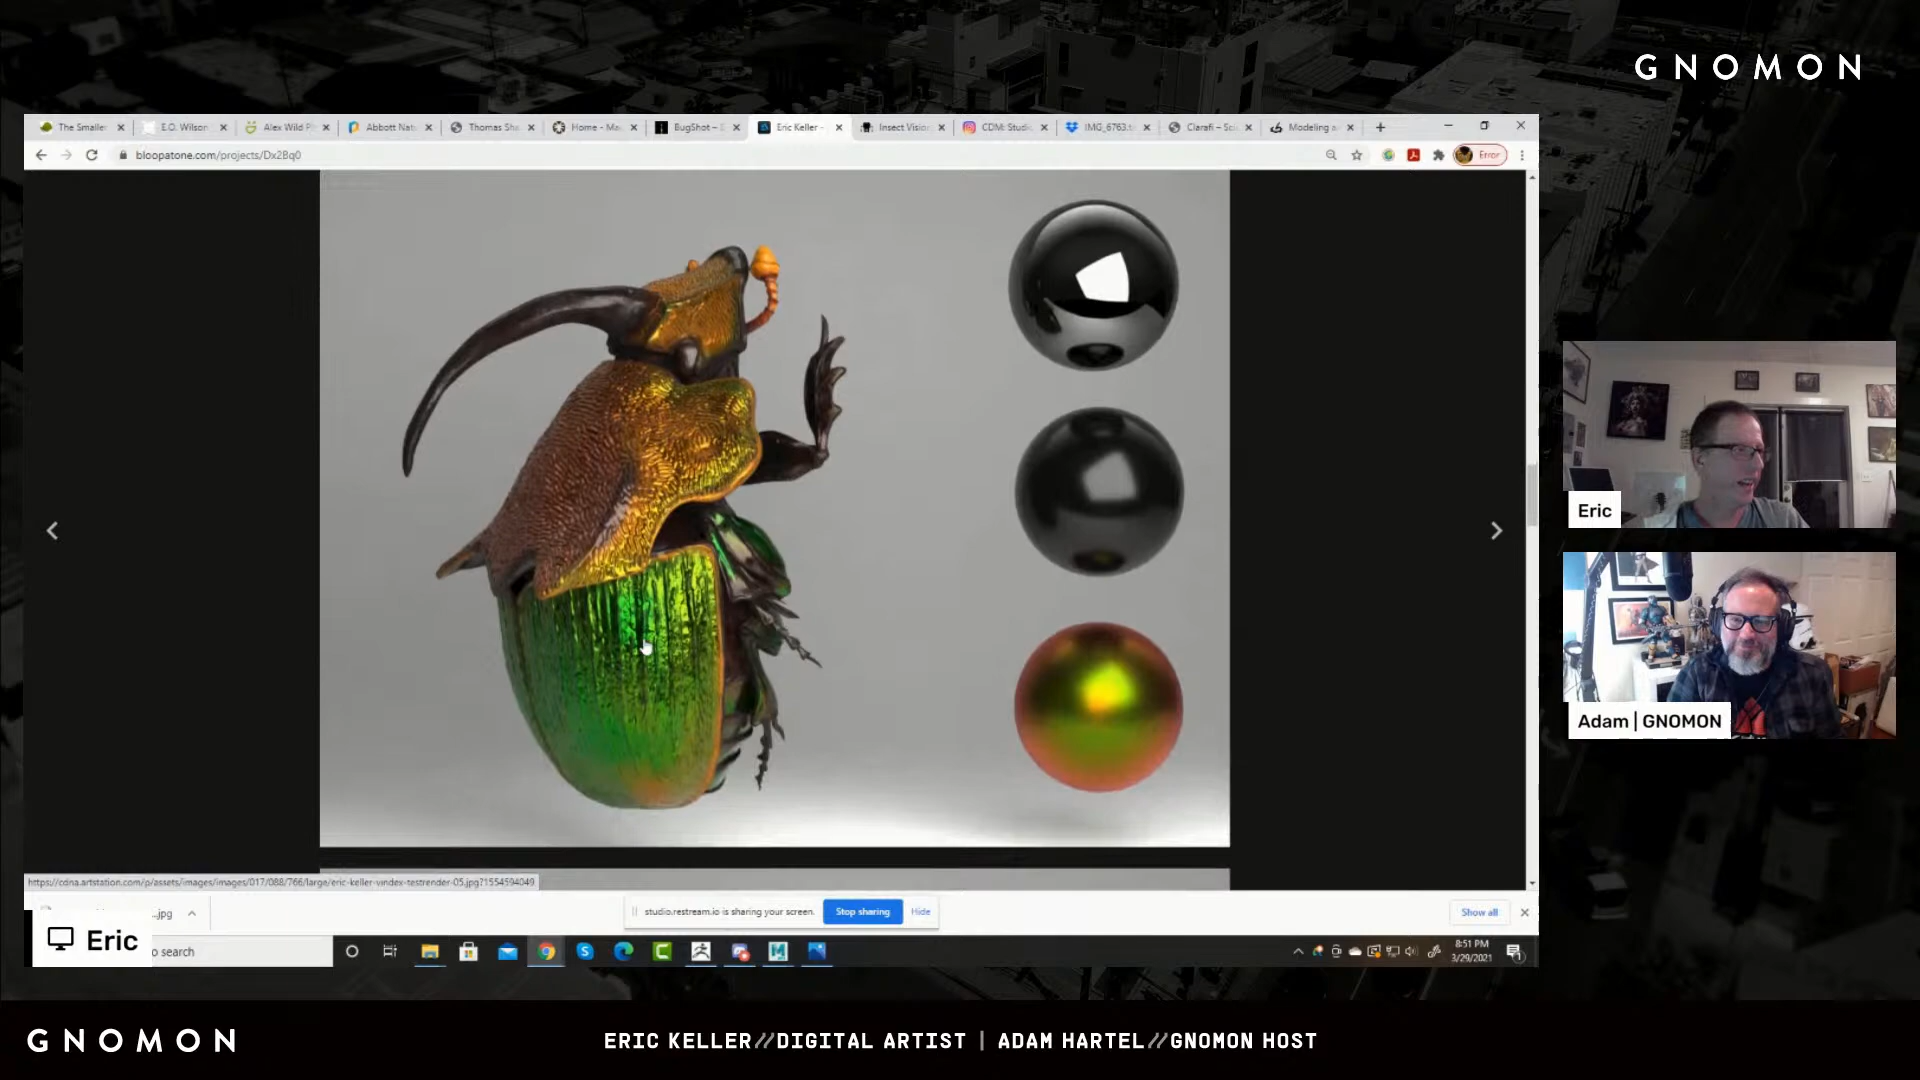 GNOMON
The Smaller
E.O. Wilson
Alex Wild P
Abbott Nat
Thomas Sh
Home - Ma
BugShot –
Eric Keller -
Insect Visio
CDM: Studi
IMG_6763.
Clarafi – Sci
Modeling a
bloopatone.com/projects/Dx2Bq0
Error
Eric
Adam | GNOMON
https://cdna.artstation.com/p/assets/images/images/017/088/766/large/eric-keller-vindex-testrender-05.jpg?1554594049
....jpg
studio.restream.io is sharing your screen.
Stop sharing
Hide
Show all
Eric
o search
8:51 PM
3/29/2021
GNOMON
ERIC KELLER//DIGITAL ARTIST | ADAM HARTEL//GNOMON HOST